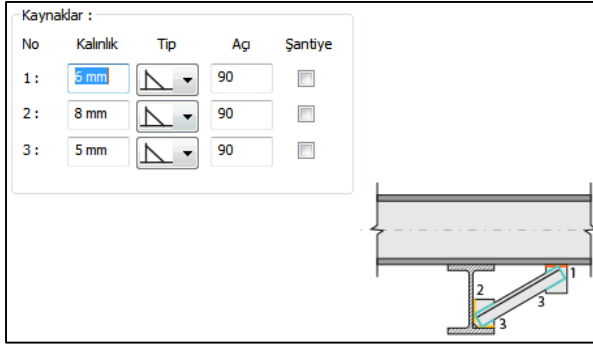 Kaynaklar :
No Kalınlık Tip Açı Şantiye
1 : 6 mm 90
2 : 8 mm 90
3 : 5 mm 90
1
2
3
3